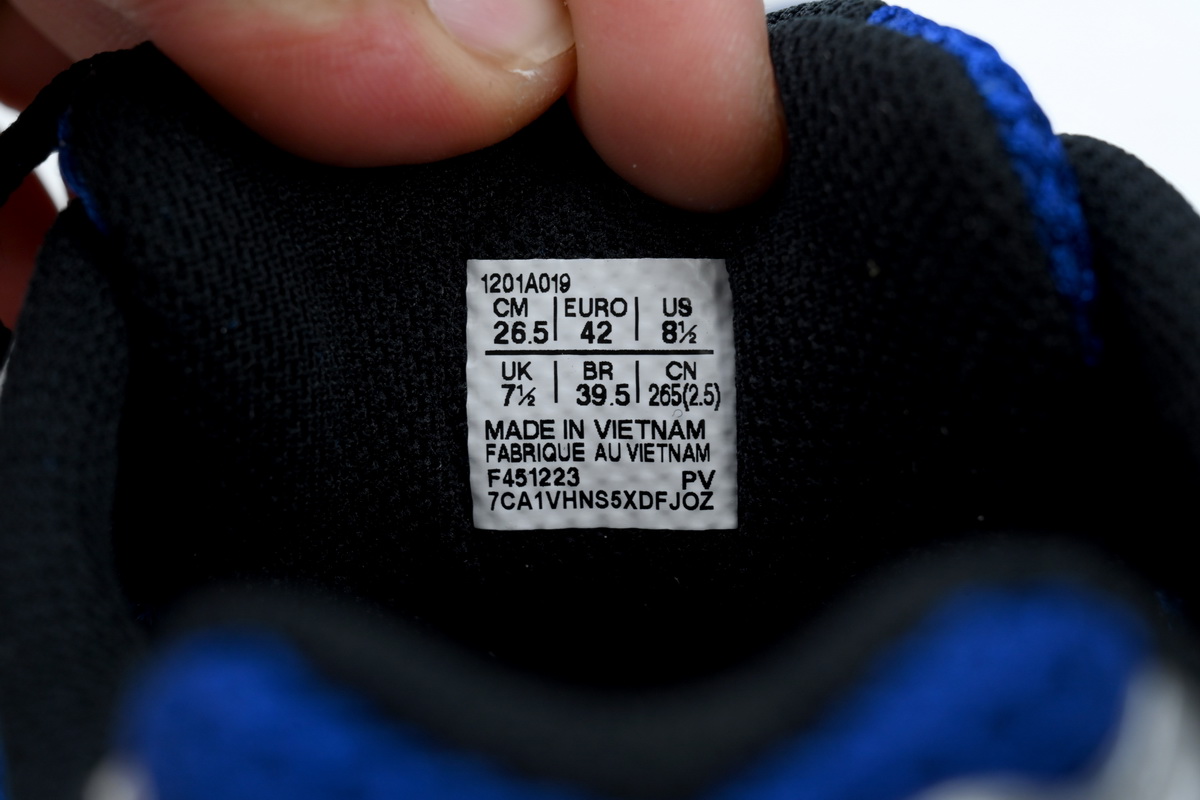 1201A019
CM | EURO | US
26.5 | 42 | 8½
UK | BR | CN
7½ | 39.5 | 265(2.5)
MADE IN VIETNAM
FABRIQUE AU VIETNAM
F451223 PV
7CA1VHNS5XDFJOZ